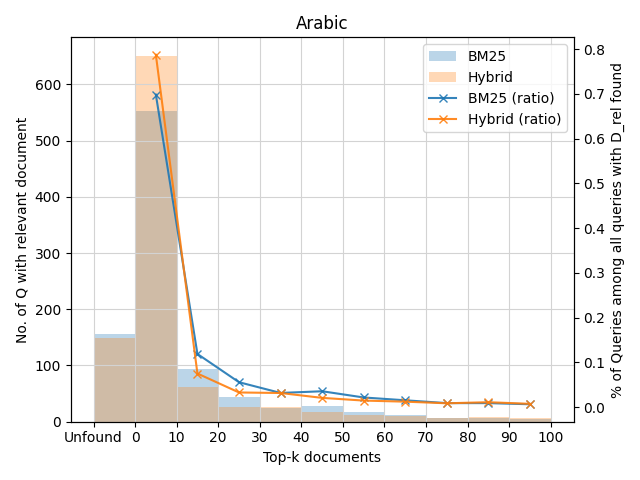 Arabic
BM25
Hybrid
BM25 (ratio)
Hybrid (ratio)
No. of Q with relevant document
600
500
400
300
200
100
0
% of Queries among all queries with D_rel found
0.8
0.7
0.6
0.5
0.4
0.3
0.2
0.1
0.0
Unfound 0 10 20 30 40 50 60 70 80 90 100
Top-k documents